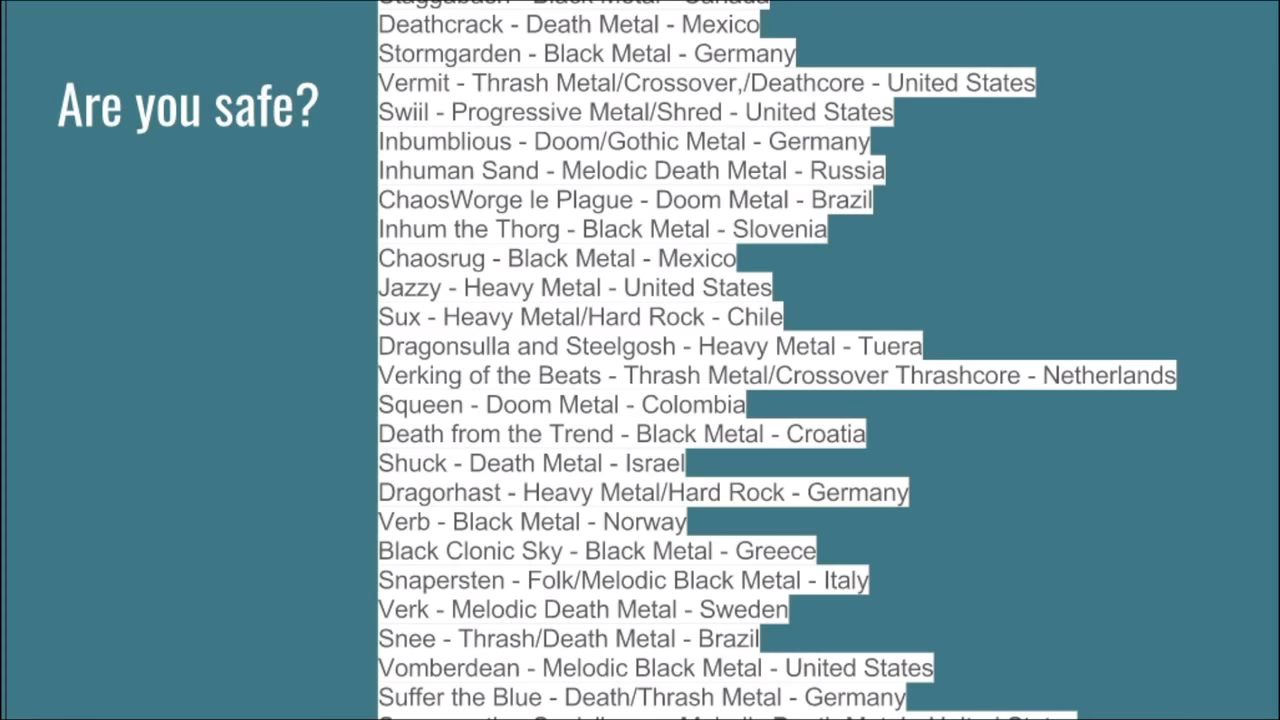 Are you safe?
Deathcrack - Death Metal - Mexico
Stormgarden - Black Metal - Germany
Vermit - Thrash Metal/Crossover,/Deathcore - United States
Swiil - Progressive Metal/Shred - United States
Inbumblious - Doom/Gothic Metal - Germany
Inhuman Sand - Melodic Death Metal - Russia
ChaosWorge le Plague - Doom Metal - Brazil
Inhum the Thorg - Black Metal - Slovenia
Chaosrug - Black Metal - Mexico
Jazzy - Heavy Metal - United States
Sux - Heavy Metal/Hard Rock - Chile
Dragonsulla and Steelgosh - Heavy Metal - Tuera
Verking of the Beats - Thrash Metal/Crossover Thrashcore - Netherlands
Squeen - Doom Metal - Colombia
Death from the Trend - Black Metal - Croatia
Shuck - Death Metal - Israel
Dragorhast - Heavy Metal/Hard Rock - Germany
Verb - Black Metal - Norway
Black Clonic Sky - Black Metal - Greece
Snapersten - Folk/Melodic Black Metal - Italy
Verk - Melodic Death Metal - Sweden
Snee - Thrash/Death Metal - Brazil
Vomberdean - Melodic Black Metal - United States
Suffer the Blue - Death/Thrash Metal - Germany